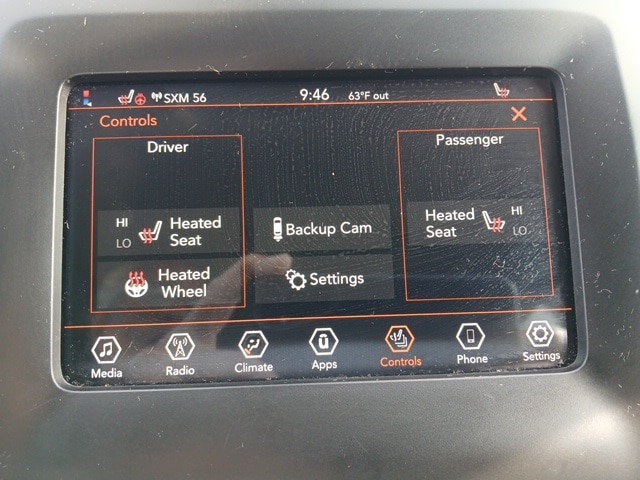 SXM 56 9:46 63°F out
Controls
Driver
Passenger
HI
LO
Heated
Seat
Backup Cam
Heated
Seat
HI
LO
Heated
Wheel
Settings
Media Radio Climate Apps Controls Phone Settings